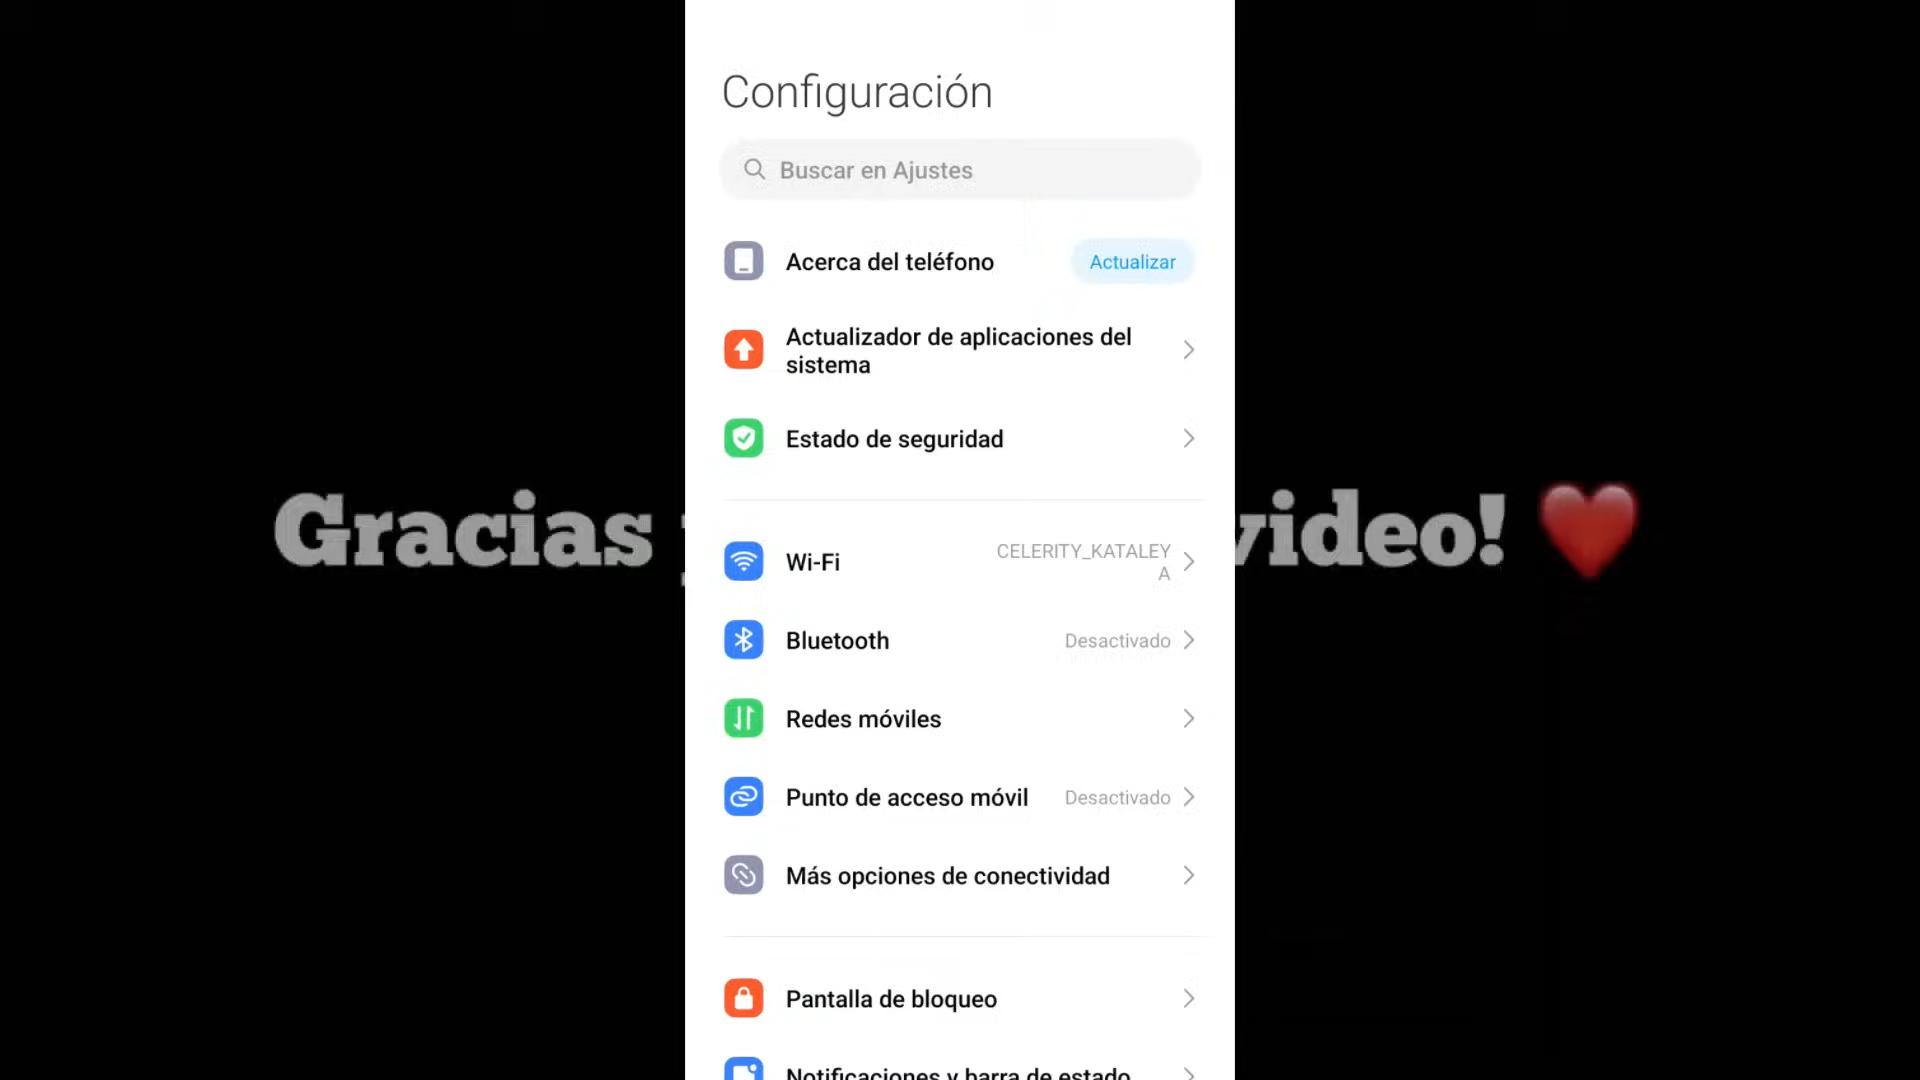 Configuración
Buscar en Ajustes
Acerca del teléfono
Actualizar
Actualizador de aplicaciones del
sistema
Estado de seguridad
Gracias
video!
Wi-Fi
CELERITY_KATALEY
A
Bluetooth
Desactivado
Redes móviles
Punto de acceso móvil
Desactivado
Más opciones de conectividad
Pantalla de bloqueo
Notificaciones y barra de estado